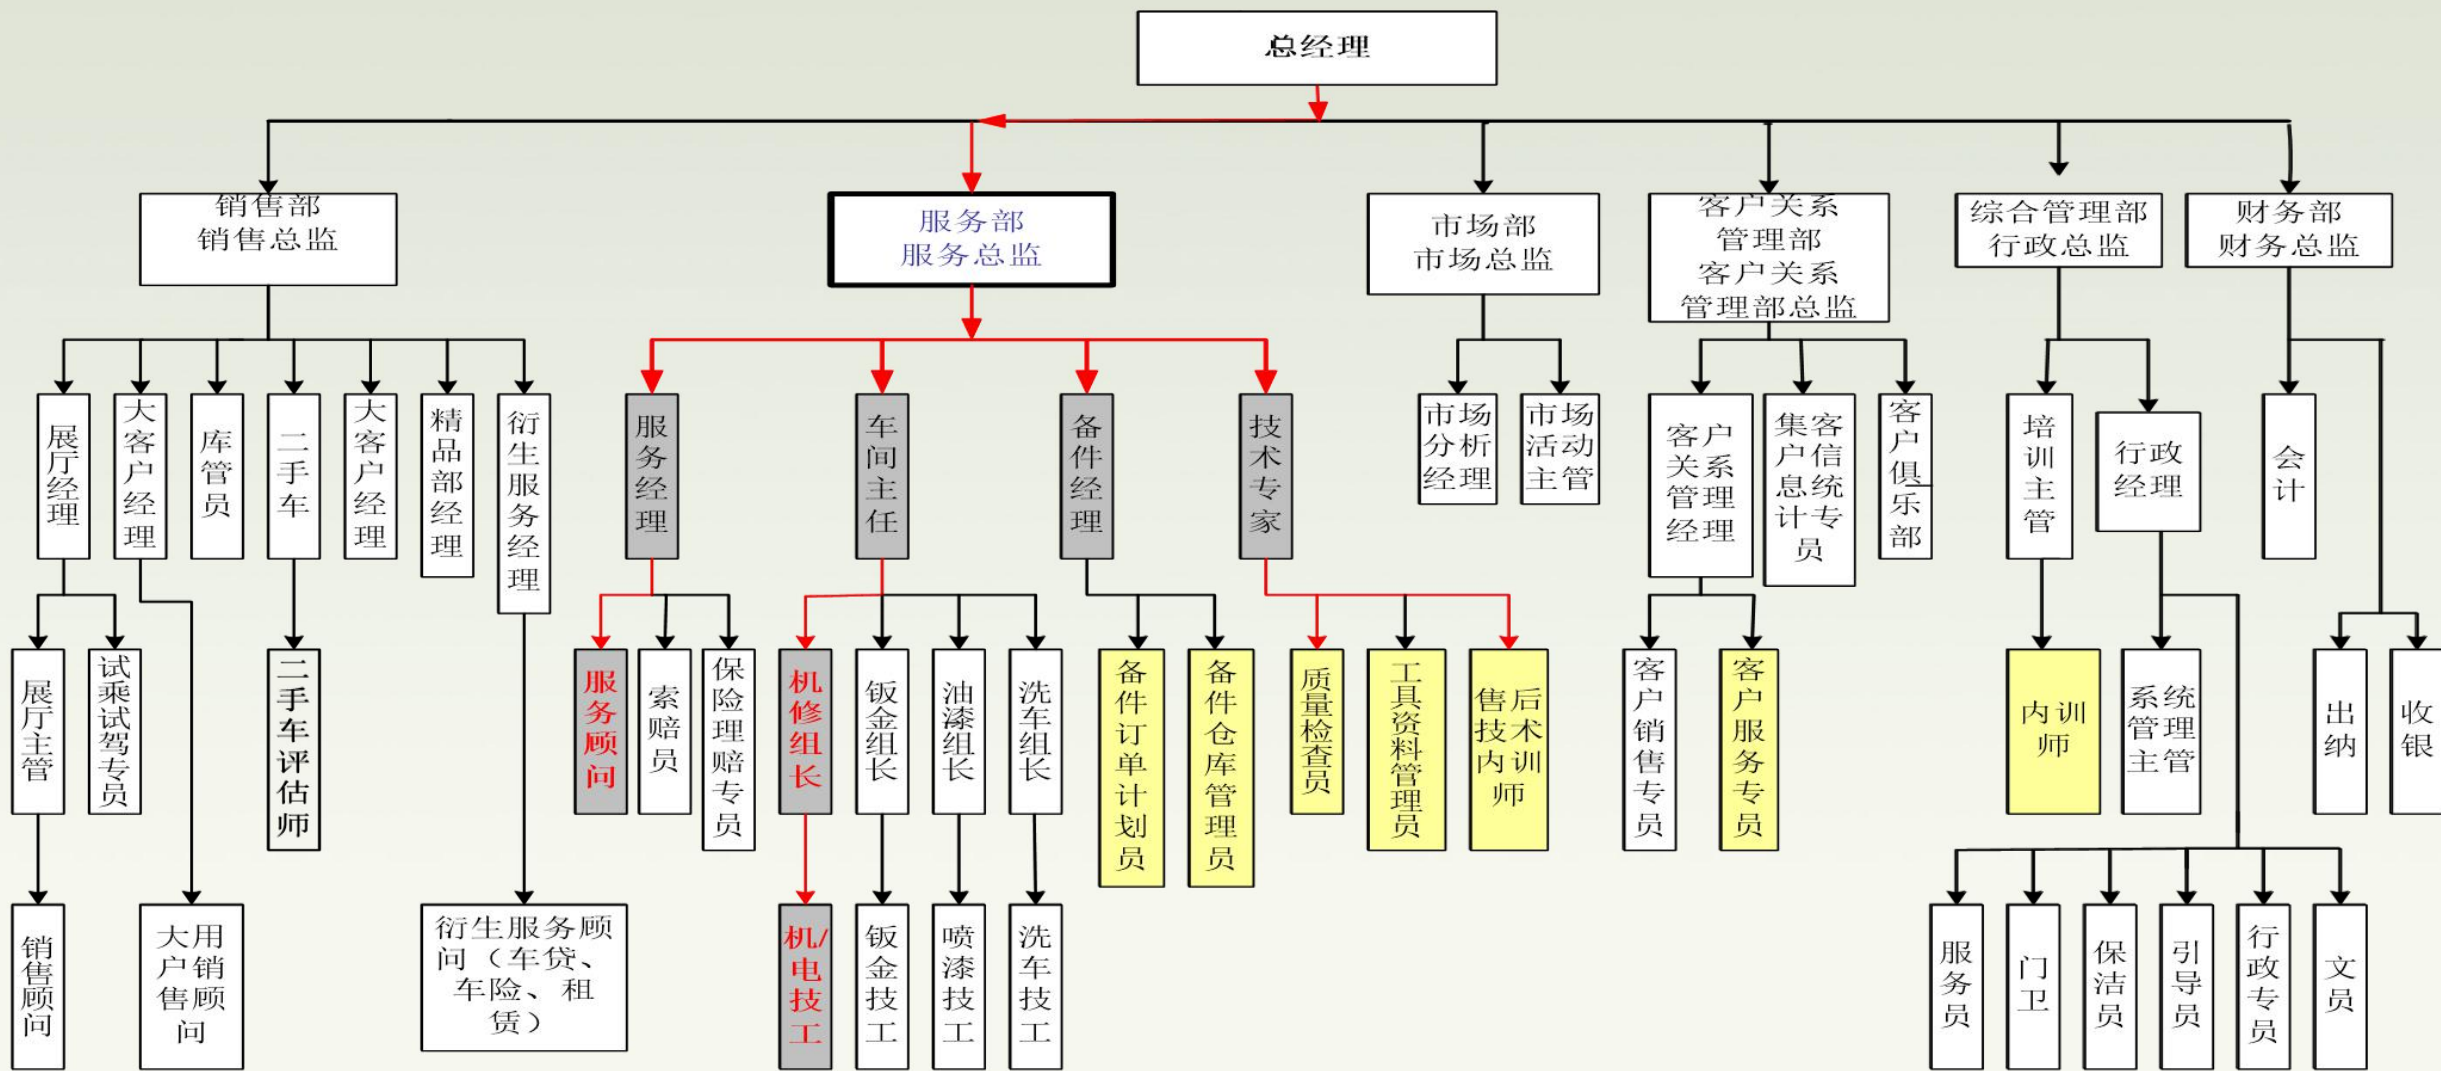 总经理
销售部
销售总监
服务部
服务总监
市场部
市场总监
客户关系
管理部
客户关系
管理部总监
综合管理部
行政总监
财务部
财务总监
展厅经理
大客户经理
库管员
二手车
大客户经理
精品部经理
衍生服务经理
服务经理
车间主任
备件经理
技术专家
市场
分析
经理
市场
活动
主管
客户
关系
管理
经理
集客
户信
息统
计专
员
客户俱乐部
培训主管
行政
经理
会计
展厅主管
试乘试驾专员
二手车评估师
服务顾问
索赔员
保险理赔专员
机修组长
钣金组长
油漆组长
洗车组长
备件订单计划员
备件仓库管理员
质量检查员
工具资料管理员
售后
技术
内训
师
客户销售专员
客户服务专员
内训
师
系统
管理
主管
出纳
收银
销售顾问
大用
户销
售顾
问
衍生服务顾
问（车贷、
车险、租
赁）
机/
电技工
钣金技工
喷漆技工
洗车技工
服务员
门卫
保洁员
引导员
行政专员
文员